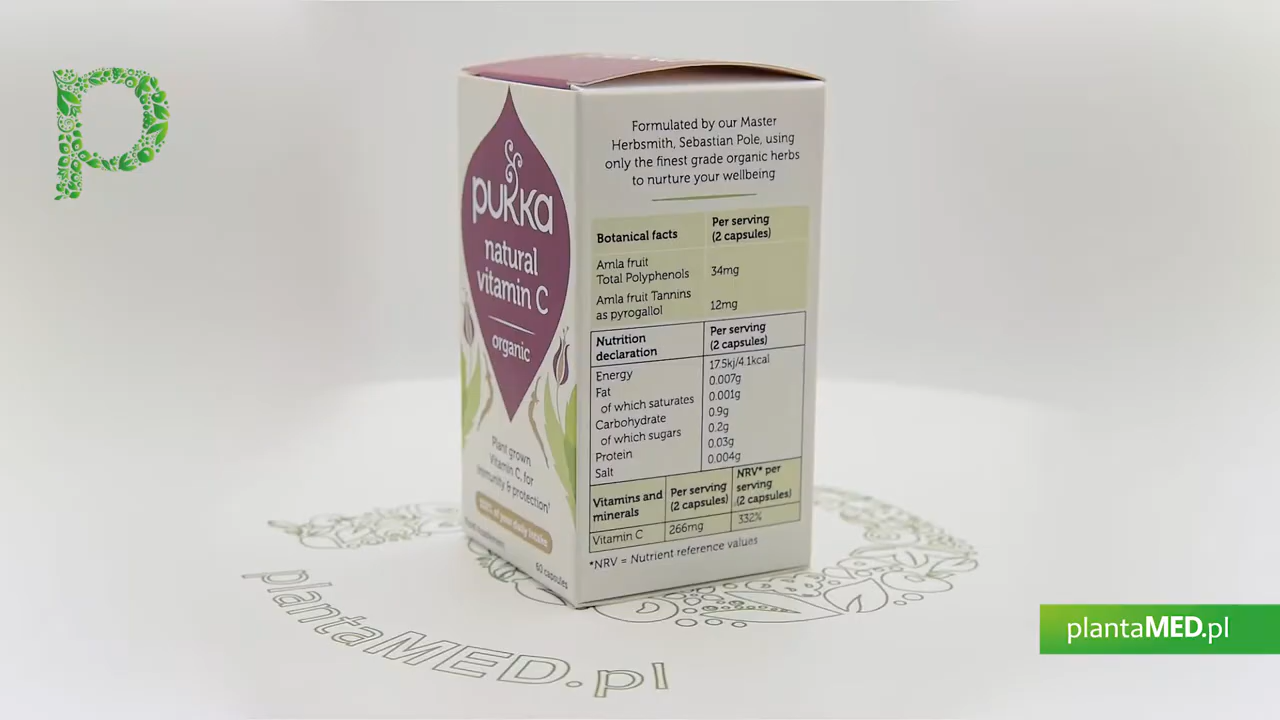 pukka
natural
vitamin C
organic
Plant grown
Vitamin C, for
immunity & protection¹
of your daily intake
60 capsules
Formulated by our Master
Herbsmith, Sebastian Pole, using
only the finest grade organic herbs
to nurture your wellbeing
Botanical facts
Per serving
(2 capsules)
Amla fruit
Total Polyphenols
34mg
Amla fruit Tannins
as pyrogallol
12mg
Nutrition
declaration
Per serving
(2 capsules)
Energy
17.5kj/4.1kcal
Fat
0.007g
of which saturates
0.001g
Carbohydrate
0.9g
of which sugars
0.2g
Protein
0.03g
Salt
0.004g
Vitamins and
minerals
Per serving
(2 capsules)
NRV* per
serving
(2 capsules)
Vitamin C
266mg
332%
*NRV = Nutrient reference values
plantaMED.pl
plantaMED.pl